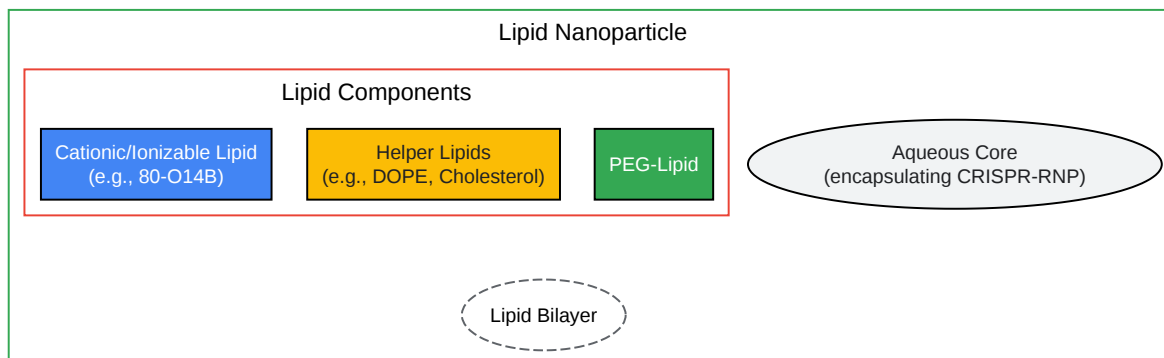 Lipid Nanoparticle
Lipid Components
Cationic/Ionizable Lipid
(e.g., 80-O14B)
Helper Lipids
(e.g., DOPE, Cholesterol)
PEG-Lipid
Aqueous Core
(encapsulating CRISPR-RNP)
Lipid Bilayer